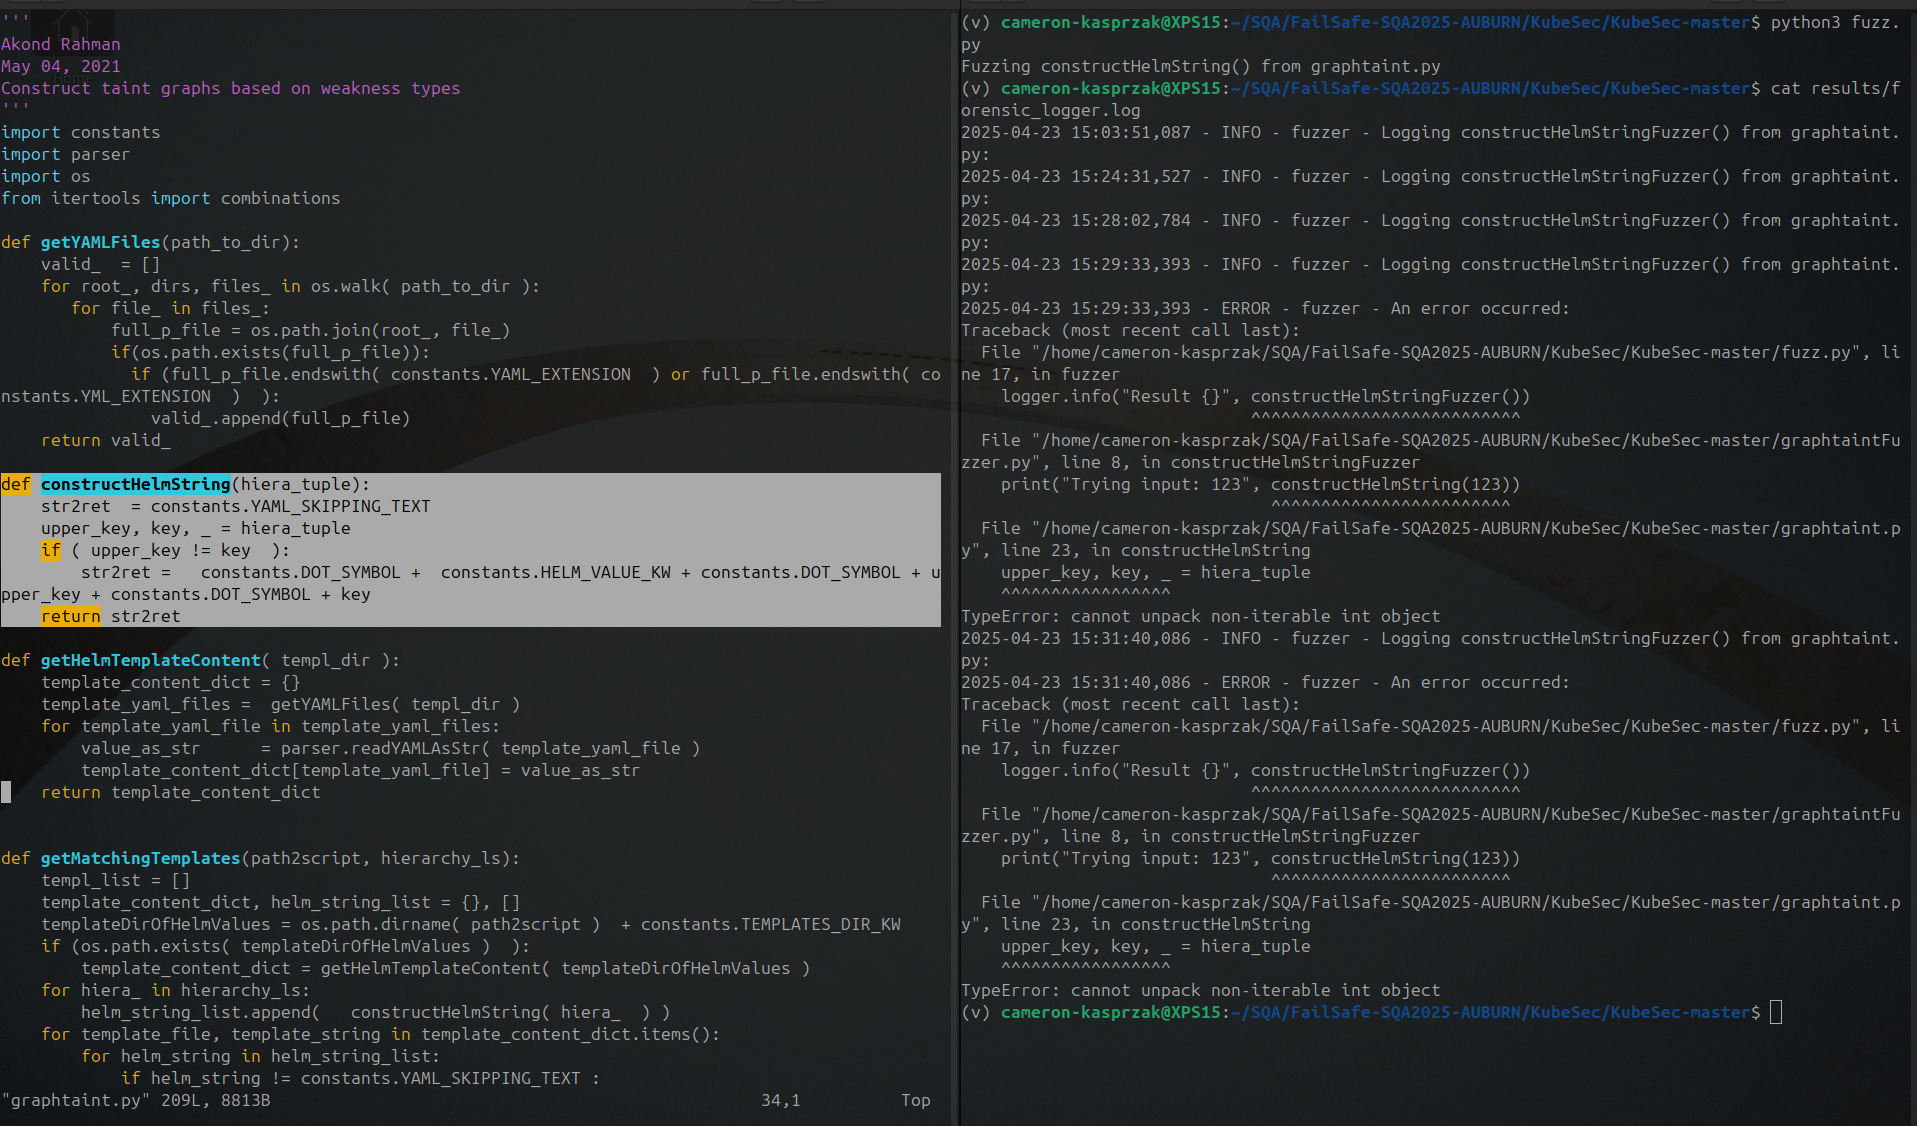 '''
Akond Rahman
May 04, 2021
Construct taint graphs based on weakness types
'''
import constants
import parser
import os
from itertools import combinations

def getYAMLFiles(path_to_dir):
    valid_  = []
    for root_, dirs, files_ in os.walk( path_to_dir ):
       for file_ in files_:
           full_p_file = os.path.join(root_, file_)
           if(os.path.exists(full_p_file)):
             if (full_p_file.endswith( constants.YAML_EXTENSION  ) or full_p_file.endswith( co
nstants.YML_EXTENSION  )  ):
               valid_.append(full_p_file)
    return valid_

def constructHelmString(hiera_tuple):
    str2ret  = constants.YAML_SKIPPING_TEXT
    upper_key, key, _ = hiera_tuple
    if ( upper_key != key  ):
        str2ret =   constants.DOT_SYMBOL +  constants.HELM_VALUE_KW + constants.DOT_SYMBOL + u
pper_key + constants.DOT_SYMBOL + key
    return str2ret

def getHelmTemplateContent( templ_dir ):
    template_content_dict = {}
    template_yaml_files =  getYAMLFiles( templ_dir )
    for template_yaml_file in template_yaml_files:
        value_as_str      = parser.readYAMLAsStr( template_yaml_file )
        template_content_dict[template_yaml_file] = value_as_str
    return template_content_dict


def getMatchingTemplates(path2script, hierarchy_ls):
    templ_list = []
    template_content_dict, helm_string_list = {}, []
    templateDirOfHelmValues = os.path.dirname( path2script )  + constants.TEMPLATES_DIR_KW
    if (os.path.exists( templateDirOfHelmValues )  ):
        template_content_dict = getHelmTemplateContent( templateDirOfHelmValues )
    for hiera_ in hierarchy_ls:
        helm_string_list.append(   constructHelmString( hiera_  ) )
    for template_file, template_string in template_content_dict.items():
        for helm_string in helm_string_list:
            if helm_string != constants.YAML_SKIPPING_TEXT :
"graphtaint.py" 209L, 8813B                                                 34,1          Top
Home
(v) cameron-kasprzak@XPS15:~/SQA/FailSafe-SQA2025-AUBURN/KubeSec/KubeSec-master$ python3 fuzz.
py
Fuzzing constructHelmString() from graphtaint.py
(v) cameron-kasprzak@XPS15:~/SQA/FailSafe-SQA2025-AUBURN/KubeSec/KubeSec-master$ cat results/f
orensic_logger.log
2025-04-23 15:03:51,087 - INFO - fuzzer - Logging constructHelmStringFuzzer() from graphtaint.
py:
2025-04-23 15:24:31,527 - INFO - fuzzer - Logging constructHelmStringFuzzer() from graphtaint.
py:
2025-04-23 15:28:02,784 - INFO - fuzzer - Logging constructHelmStringFuzzer() from graphtaint.
py:
2025-04-23 15:29:33,393 - INFO - fuzzer - Logging constructHelmStringFuzzer() from graphtaint.
py:
2025-04-23 15:29:33,393 - ERROR - fuzzer - An error occurred:
Traceback (most recent call last):
  File "/home/cameron-kasprzak/SQA/FailSafe-SQA2025-AUBURN/KubeSec/KubeSec-master/fuzz.py", li
ne 17, in fuzzer
    logger.info("Result {}", constructHelmStringFuzzer())
                             ^^^^^^^^^^^^^^^^^^^^^^^^^^^
  File "/home/cameron-kasprzak/SQA/FailSafe-SQA2025-AUBURN/KubeSec/KubeSec-master/graphtaintFu
zzer.py", line 8, in constructHelmStringFuzzer
    print("Trying input: 123", constructHelmString(123))
                               ^^^^^^^^^^^^^^^^^^^^^^^^
  File "/home/cameron-kasprzak/SQA/FailSafe-SQA2025-AUBURN/KubeSec/KubeSec-master/graphtaint.p
y", line 23, in constructHelmString
    upper_key, key, _ = hiera_tuple
    ^^^^^^^^^^^^^^^^^
TypeError: cannot unpack non-iterable int object
2025-04-23 15:31:40,086 - INFO - fuzzer - Logging constructHelmStringFuzzer() from graphtaint.
py:
2025-04-23 15:31:40,086 - ERROR - fuzzer - An error occurred:
Traceback (most recent call last):
  File "/home/cameron-kasprzak/SQA/FailSafe-SQA2025-AUBURN/KubeSec/KubeSec-master/fuzz.py", li
ne 17, in fuzzer
    logger.info("Result {}", constructHelmStringFuzzer())
                             ^^^^^^^^^^^^^^^^^^^^^^^^^^^
  File "/home/cameron-kasprzak/SQA/FailSafe-SQA2025-AUBURN/KubeSec/KubeSec-master/graphtaintFu
zzer.py", line 8, in constructHelmStringFuzzer
    print("Trying input: 123", constructHelmString(123))
                               ^^^^^^^^^^^^^^^^^^^^^^^^
  File "/home/cameron-kasprzak/SQA/FailSafe-SQA2025-AUBURN/KubeSec/KubeSec-master/graphtaint.p
y", line 23, in constructHelmString
    upper_key, key, _ = hiera_tuple
    ^^^^^^^^^^^^^^^^^
TypeError: cannot unpack non-iterable int object
(v) cameron-kasprzak@XPS15:~/SQA/FailSafe-SQA2025-AUBURN/KubeSec/KubeSec-master$